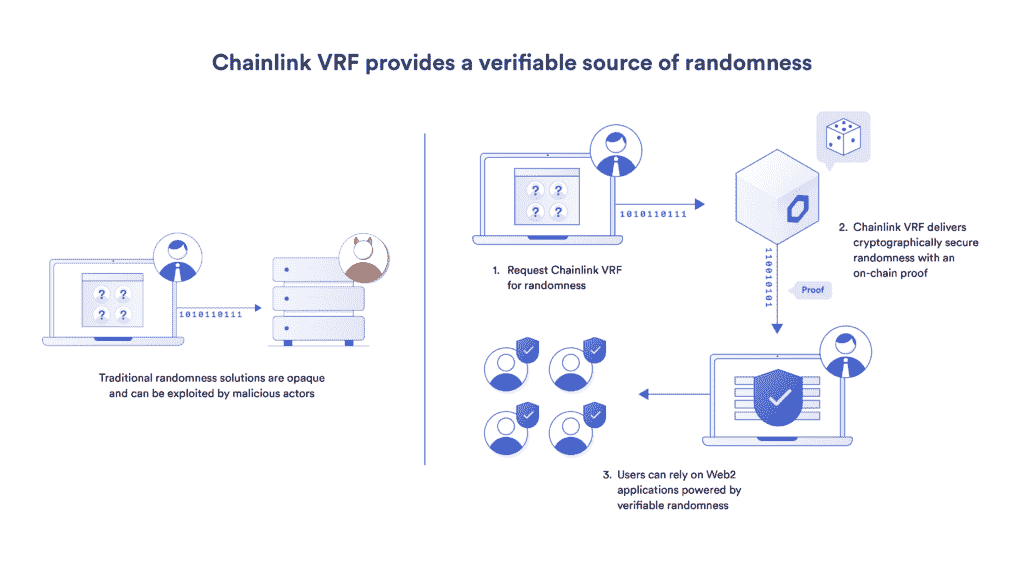 Chainlink VRF provides a verifiable source of randomness
? ?
? ?
1010110111
Traditional randomness solutions are opaque
and can be exploited by malicious actors
? ?
? ?
1010110111
1. Request Chainlink VRF
for randomness
2. Chainlink VRF delivers
cryptographically secure
randomness with an
on-chain proof
110010101
Proof
3. Users can rely on Web2
applications powered by
verifiable randomness